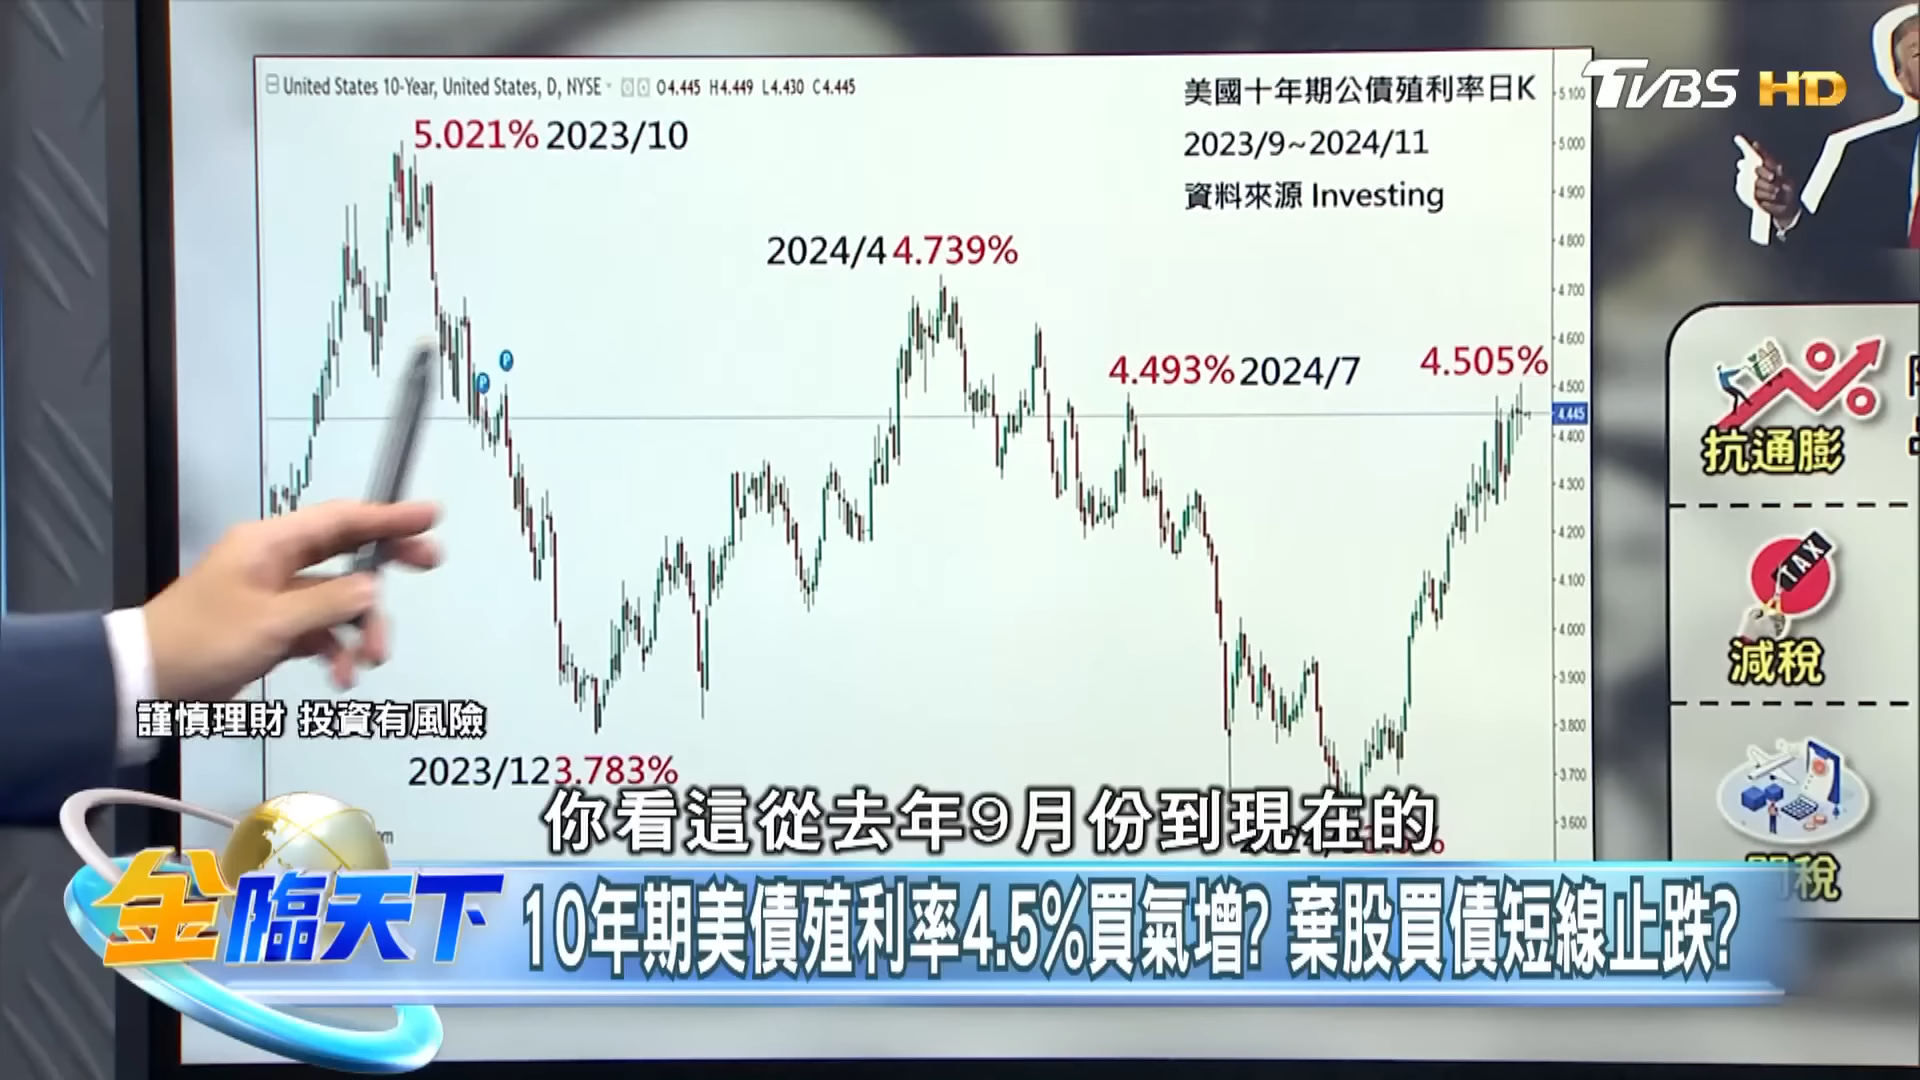 United States 10-Year, United States, D, NYSE O4.445 H4.449 L4.430 C4.445
美國十年期公債殖利率日K
2023/9~2024/11
資料來源 Investing
TVBS HD
5.021% 2023/10
2024/4 4.739%
4.493% 2024/7
4.505%
P
P
5.100
5.000
4.900
4.800
4.700
4.600
4.500
4.445
4.400
4.300
4.200
4.100
4.000
3.900
3.800
3.700
3.600
抗通膨
TAX
減稅
謹慎理財 投資有風險
2023/12 3.783%
你看這從去年9月份到現在的
金臨天下
10年期美債殖利率4.5%買氣增? 棄股買債短線止跌?